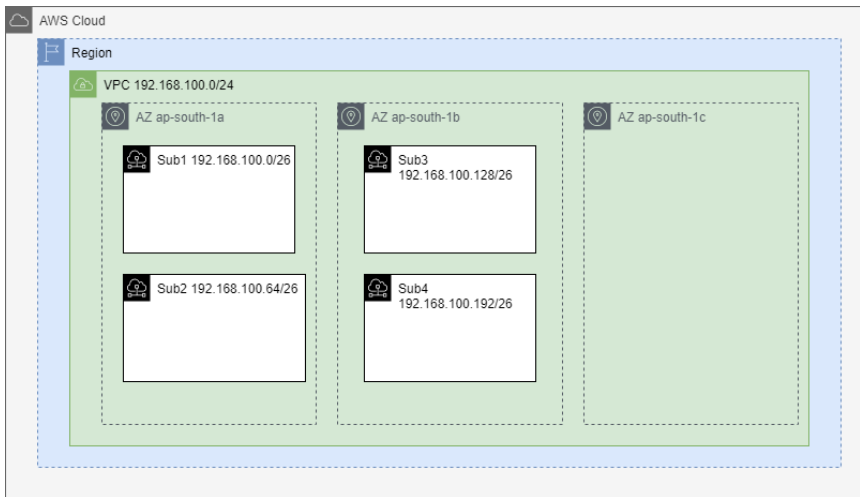 AWS Cloud
Region
VPC 192.168.100.0/24
AZ ap-south-1a
AZ ap-south-1b
AZ ap-south-1c
Sub1 192.168.100.0/26
Sub3
192.168.100.128/26
Sub2 192.168.100.64/26
Sub4
192.168.100.192/26